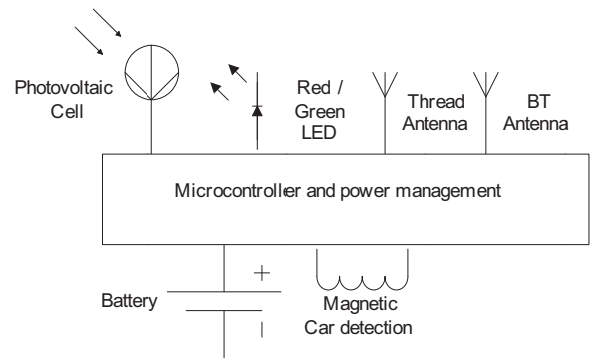 Photovoltaic
Cell
Red /
Green
LED
Thread
Antenna
BT
Antenna
Microcontroller and power management
Battery
+
|
Magnetic
Car detection